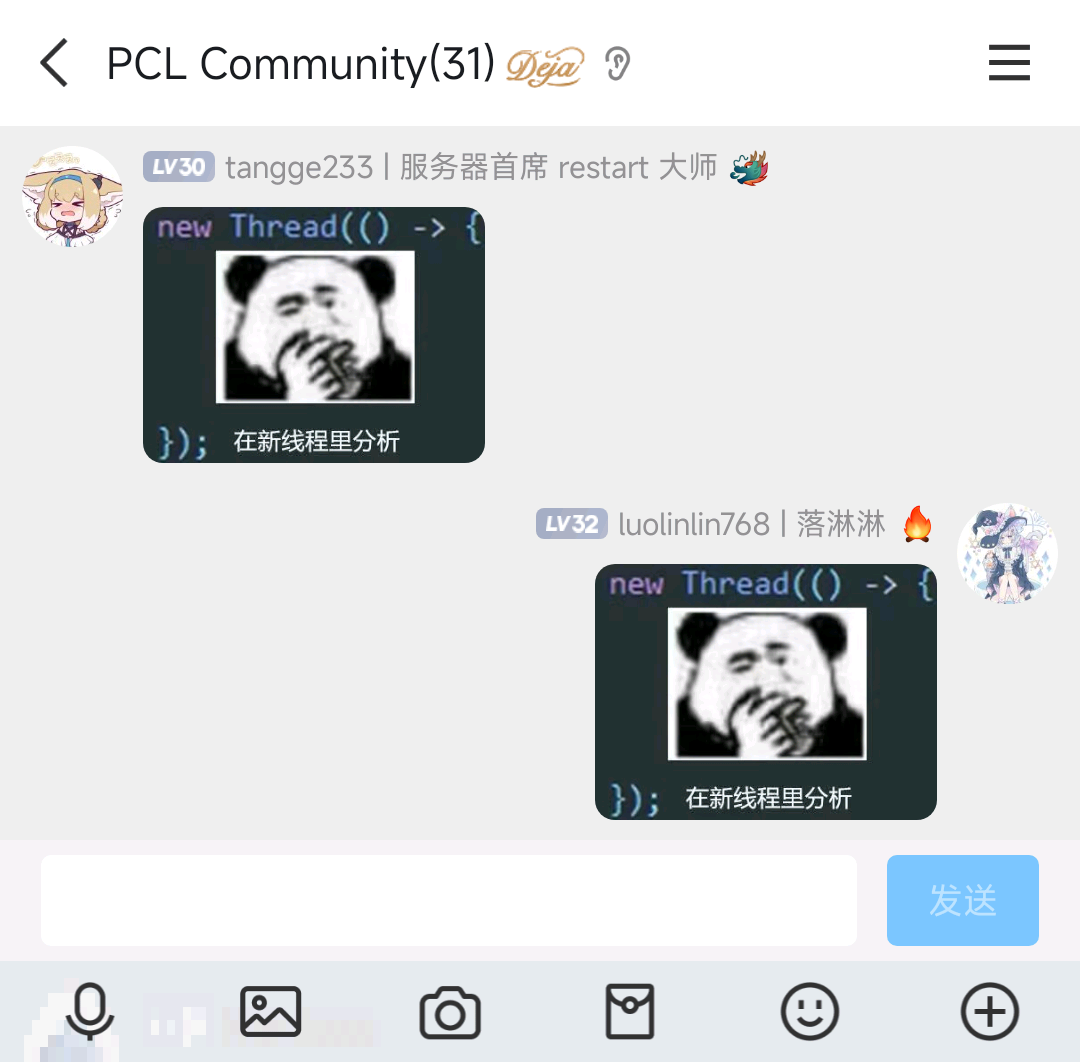 PCL Community(31) Deja
LV30 tangge233 | 服务器首席 restart 大师
new Thread(() -> {
}); 在新线程里分析
LV32 luolinlin768 | 落淋淋
new Thread(() -> {
}); 在新线程里分析
发送